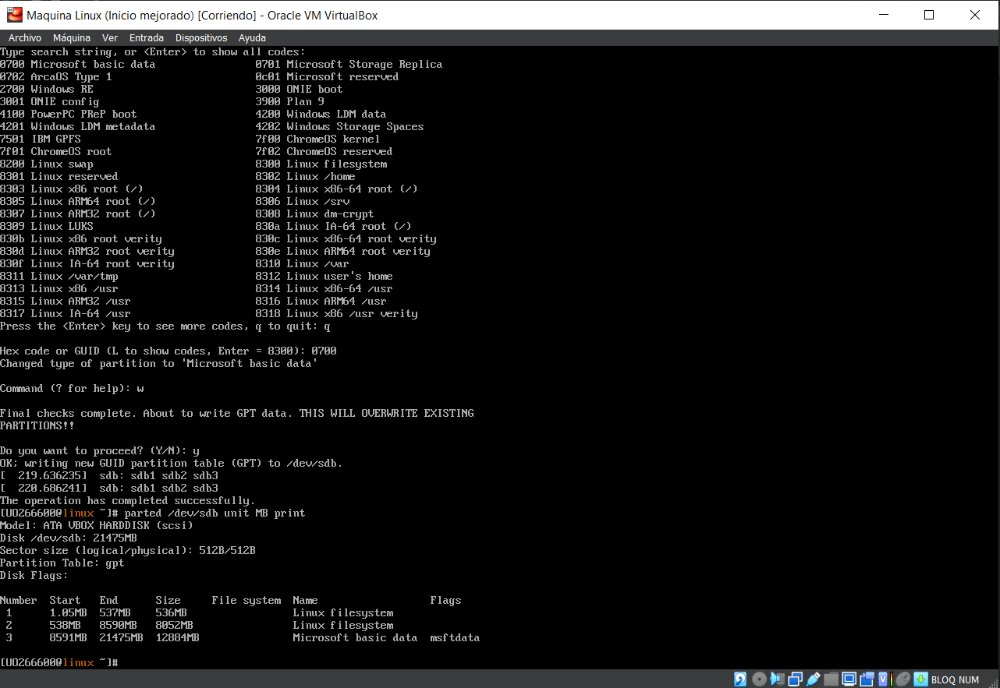 Maquina Linux (Inicio mejorado) [Corriendo] - Oracle VM VirtualBox
Archivo Máquina Ver Entrada Dispositivos Ayuda
Type search string, or <Enter> to show all codes:
0700 Microsoft basic data 0701 Microsoft Storage Replica
0702 ArcaOS Type 1 0c01 Microsoft reserved
2700 Windows RE 3000 ONIE boot
3001 ONIE config 3900 Plan 9
4100 PowerPC PReP boot 4200 Windows LDM data
4201 Windows LDM metadata 4202 Windows Storage Spaces
7501 IBM GPFS 7f00 ChromeOS kernel
7f01 ChromeOS root 7f02 ChromeOS reserved
8200 Linux swap 8300 Linux filesystem
8301 Linux reserved 8302 Linux /home
8303 Linux x86 root (/) 8304 Linux x86-64 root (/)
8305 Linux ARM64 root (/) 8306 Linux /srv
8307 Linux ARM32 root (/) 8308 Linux dm-crypt
8309 Linux LUKS 830a Linux IA-64 root (/)
830b Linux x86 root verity 830c Linux x86-64 root verity
830d Linux ARM32 root verity 830e Linux ARM64 root verity
830f Linux IA-64 root verity 8310 Linux /var
8311 Linux /var/tmp 8312 Linux user's home
8313 Linux x86 /usr 8314 Linux x86-64 /usr
8315 Linux ARM32 /usr 8316 Linux ARM64 /usr
8317 Linux IA-64 /usr 8318 Linux x86 /usr verity
Press the <Enter> key to see more codes, q to quit: q
Hex code or GUID (L to show codes, Enter = 8300): 0700
Changed type of partition to 'Microsoft basic data'
Command (? for help): w
Final checks complete. About to write GPT data. THIS WILL OVERWRITE EXISTING
PARTITIONS!!
Do you want to proceed? (Y/N): y
OK; writing new GUID partition table (GPT) to /dev/sdb.
[ 219.636235] sdb: sdb1 sdb2 sdb3
[ 220.686241] sdb: sdb1 sdb2 sdb3
The operation has completed successfully.
[UO266600@linux ~]# parted /dev/sdb unit MB print
Model: ATA VBOX HARDDISK (scsi)
Disk /dev/sdb: 21475MB
Sector size (logical/physical): 512B/512B
Partition Table: gpt
Disk Flags:
Number Start End Size File system Name Flags
1 1.05MB 537MB 536MB Linux filesystem
2 538MB 8590MB 8052MB Linux filesystem
3 8591MB 21475MB 12884MB Microsoft basic data msftdata
[UO266600@linux ~]#
BLOQ NUM